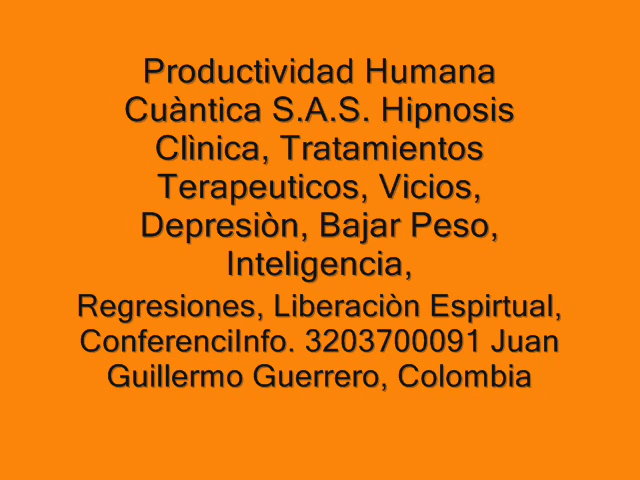 Productividad Humana
Cuàntica S.A.S. Hipnosis
Clìnica, Tratamientos
Terapeuticos, Vicios,
Depresiòn, Bajar Peso,
Inteligencia,
Regresiones, Liberaciòn Espirtual,
ConferenciInfo. 3203700091 Juan
Guillermo Guerrero, Colombia